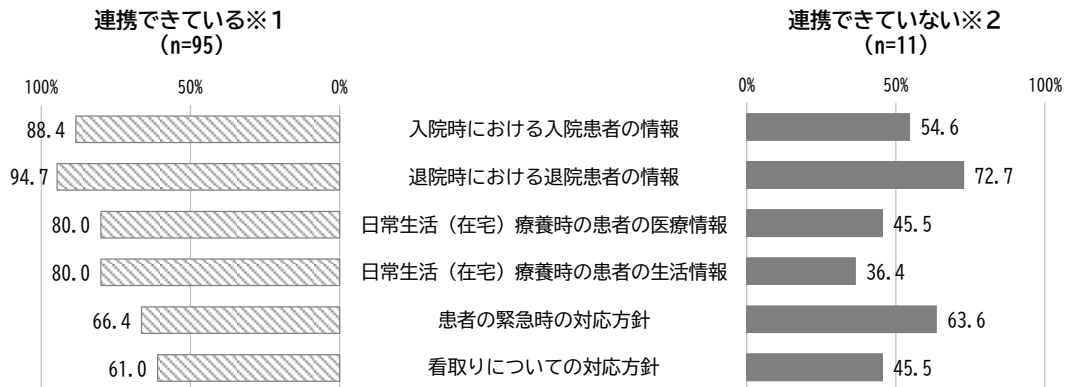 連携できている※１
(n=95)
連携できていない※２
(n=11)
100% 50% 0%
0% 50% 100%
88.4 入院時における入院患者の情報 54.6
94.7 退院時における退院患者の情報 72.7
80.0 日常生活（在宅）療養時の患者の医療情報 45.5
80.0 日常生活（在宅）療養時の患者の生活情報 36.4
66.4 患者の緊急時の対応方針 63.6
61.0 看取りについての対応方針 45.5